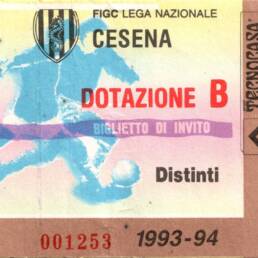 FIGC LEGA NAZIONALE
CESENA
DOTAZIONE B
BIGLIETTO DI INVITO
Distinti
001253
1993-94
TECNOCASA